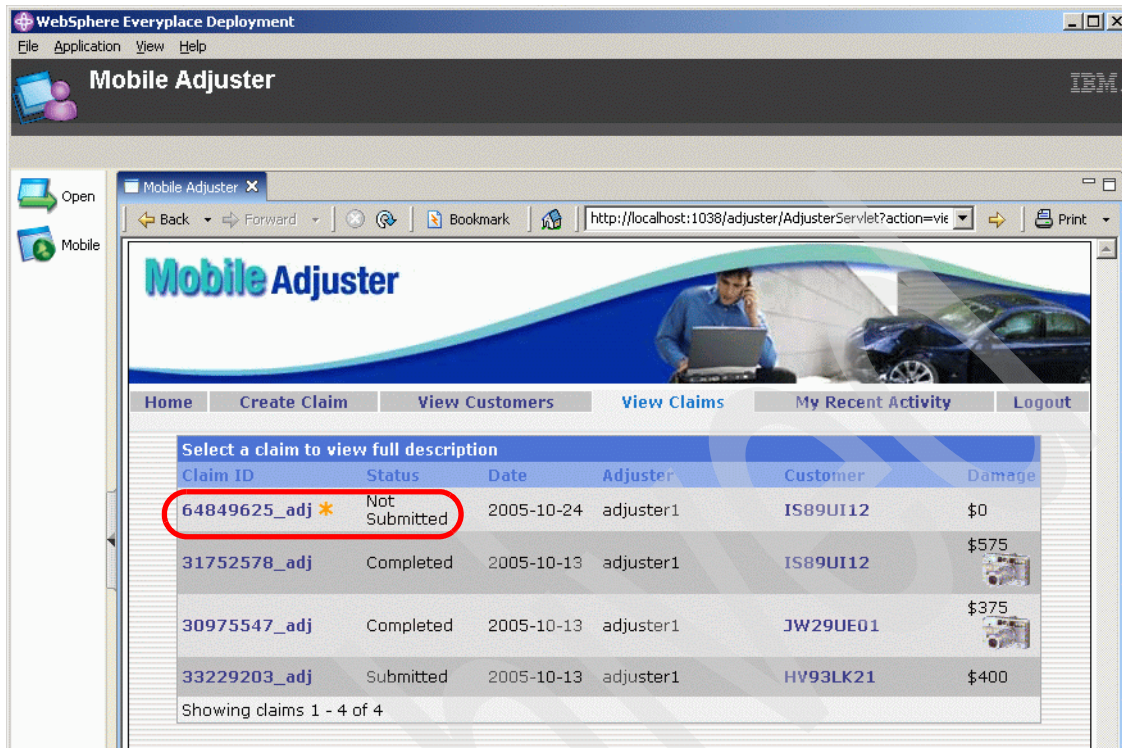 WebSphere Everyplace Deployment
File Application View Help
Mobile Adjuster
IBM.
Open
Mobile
Mobile Adjuster
Back Forward Bookmark http://localhost:1038/adjuster/AdjusterServlet?action=vie Print
Mobile Adjuster
Home Create Claim View Customers View Claims My Recent Activity Logout
Select a claim to view full description
Claim ID Status Date Adjuster Customer Damage
64849625_adj * Not Submitted 2005-10-24 adjuster1 IS89UI12 $0
31752578_adj Completed 2005-10-13 adjuster1 IS89UI12 $575
30975547_adj Completed 2005-10-13 adjuster1 JW29UE01 $375
33229203_adj Submitted 2005-10-13 adjuster1 HV93LK21 $400
Showing claims 1 - 4 of 4